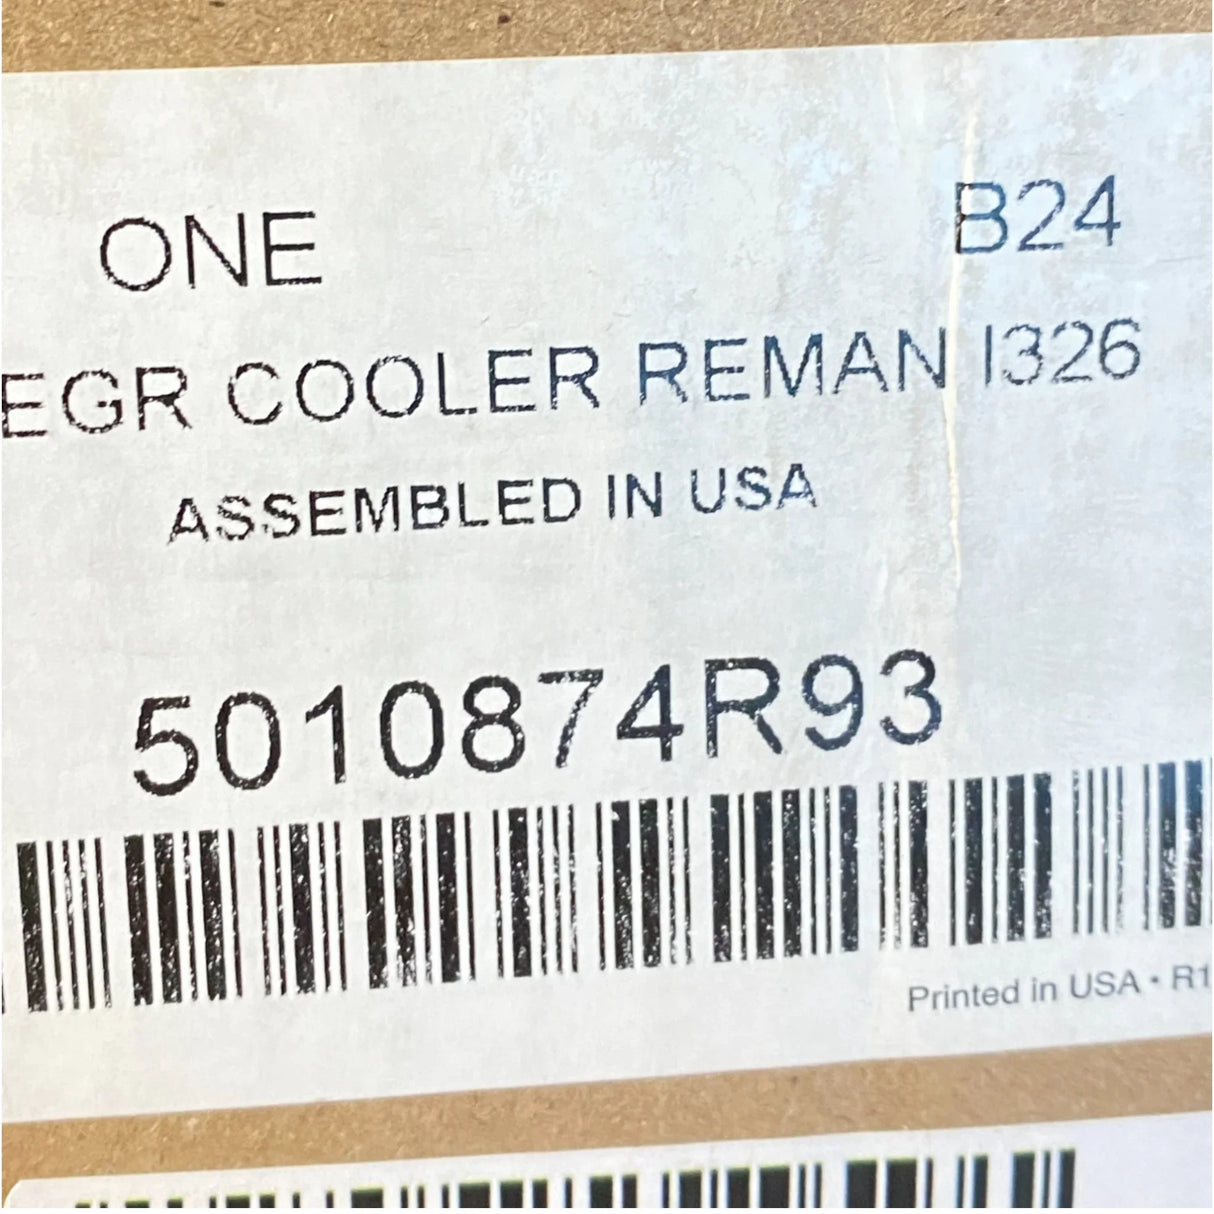 ONE B24
EGR COOLER REMAN I326
ASSEMBLED IN USA
5010874R93
Printed in USA • R1